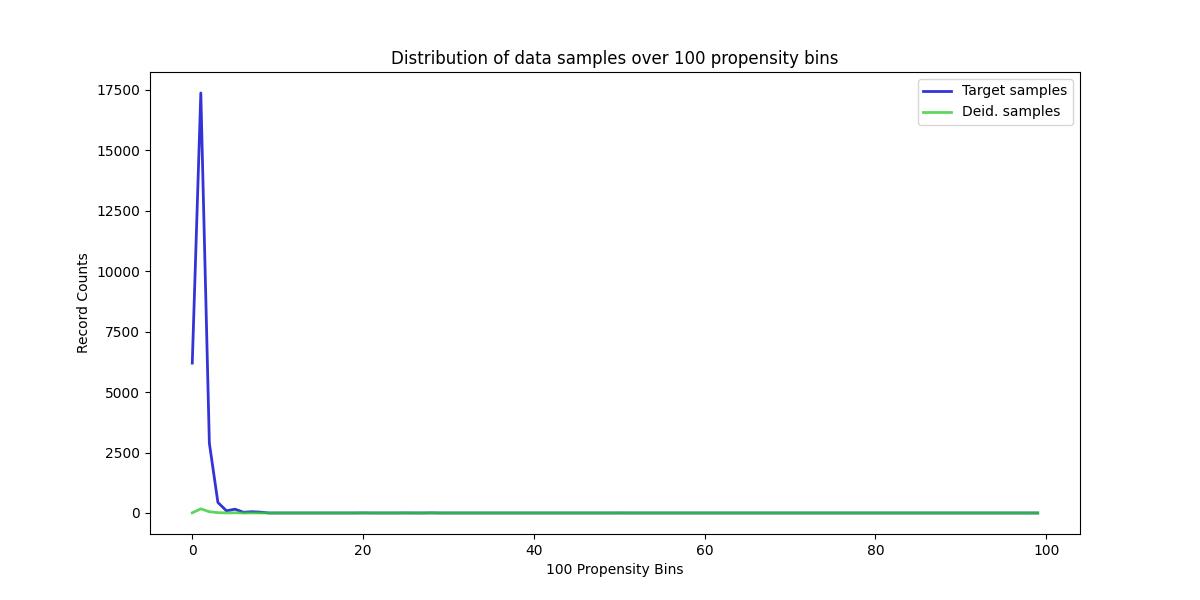 Distribution of data samples over 100 propensity bins
Target samples
Deid. samples
17500
15000
12500
10000
7500
5000
2500
0
Record Counts
0 20 40 60 80 100
100 Propensity Bins